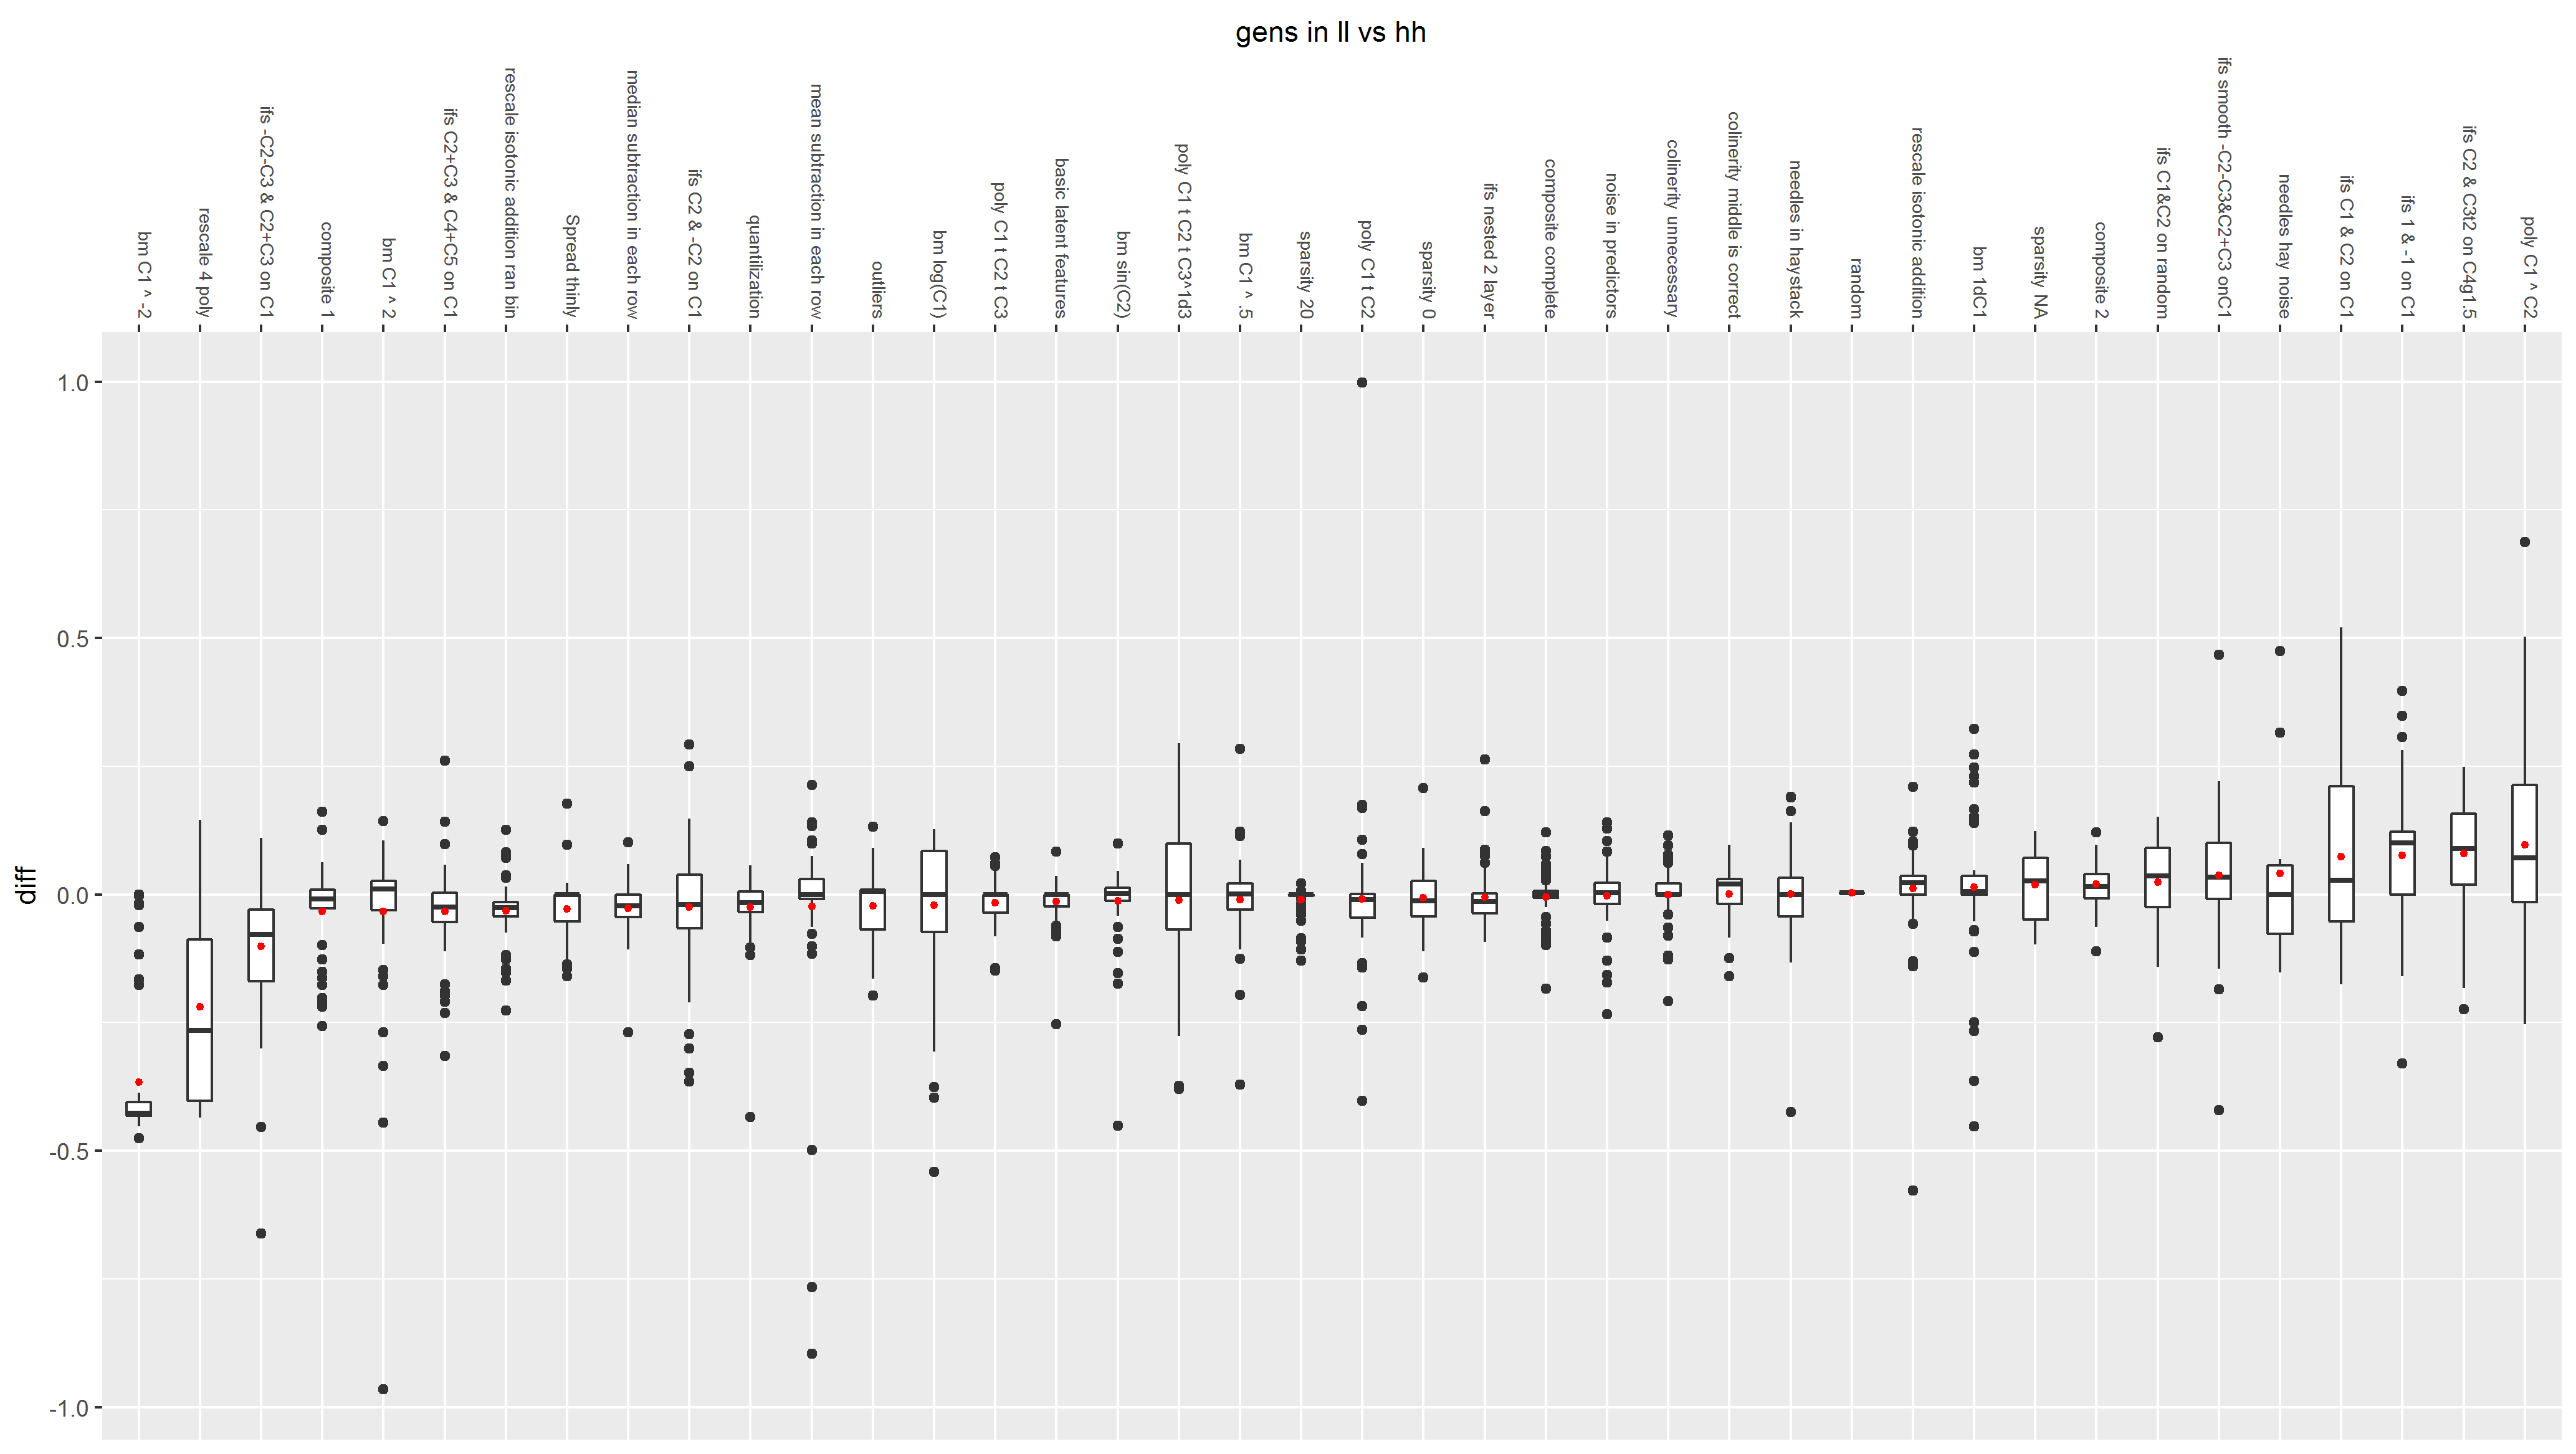 gens in ll vs hh
bm C1 ^ -2
rescale 4 poly
ifs -C2-C3 & C2+C3 on C1
composite 1
bm C1 ^ 2
ifs C2+C3 & C4+C5 on C1
rescale isotonic addition ran bin
Spread thinly
median subtraction in each row
ifs C2 & -C2 on C1
quantilization
mean subtraction in each row
outliers
bm log(C1)
poly C1 t C2 t C3
basic latent features
bm sin(C2)
poly C1 t C2 t C3^1d3
bm C1 ^ .5
sparsity 20
poly C1 t C2
sparsity 0
ifs nested 2 layer
composite complete
noise in predictors
colinerity unnecessary
colinerity middle is correct
needles in haystack
random
rescale isotonic addition
bm 1dC1
sparsity NA
composite 2
ifs C1&C2 on random
ifs smooth -C2-C3&C2+C3 onC1
needles hay noise
ifs C1 & C2 on C1
ifs 1 & -1 on C1
ifs C2 & C3t2 on C4g1.5
poly C1 ^ C2
1.0
0.5
0.0
-0.5
-1.0
diff